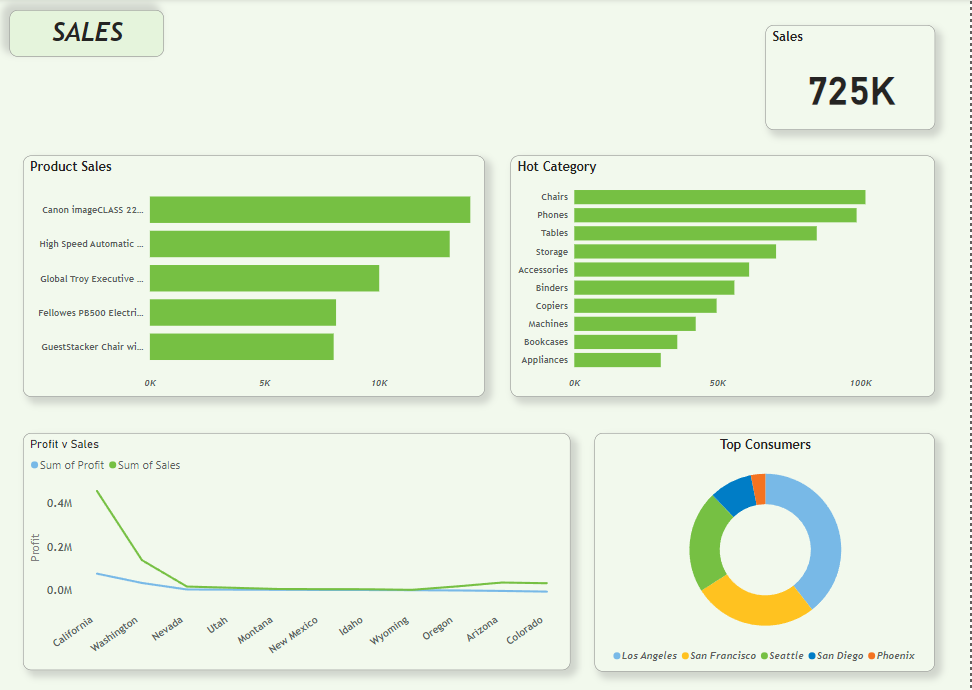 SALES
Sales
725K
Product Sales
Canon imageCLASS 22...
High Speed Automatic ...
Global Troy Executive ...
Fellowes PB500 Electri...
GuestStacker Chair wi...
0K 5K 10K
Hot Category
Chairs
Phones
Tables
Storage
Accessories
Binders
Copiers
Machines
Bookcases
Appliances
0K 50K 100K
Profit v Sales
Sum of Profit Sum of Sales
Profit
0.4M
0.2M
0.0M
California Washington Nevada Utah Montana New Mexico Idaho Wyoming Oregon Arizona Colorado
Top Consumers
Los Angeles San Francisco Seattle San Diego Phoenix